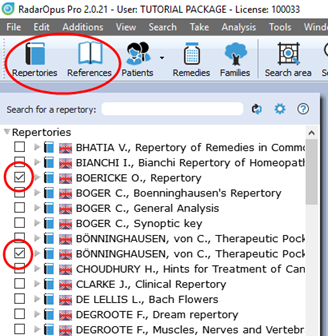 RadarOpus Pro 2.0.21 - User: TUTORIAL PACKAGE - License: 100033
File Edit Additions View Search Take Analysis Tools Wind
Repertories References Patients Remedies Families Search area S
Search for a repertory:
Repertories
BHATIA V., Repertory of Remedies in Commo
BIANCHI I., Bianchi Repertory of Homeopath
BOERICKE O., Repertory
BOGER C., Boenninghausen's Repertory
BOGER C., General Analysis
BOGER C., Synoptic key
BÖNNINGHAUSEN, von C., Therapeutic Pock
BÖNNINGHAUSEN, von C., Therapeutic Pock
CHOUDHURY H., Hints for Treatment of Can
CLARKE J., Clinical Repertory
DE LELLIS L., Bach Flowers
DEGROOTE F., Dream repertory
DEGROOTE F., Muscles, Nerves and Vertebr